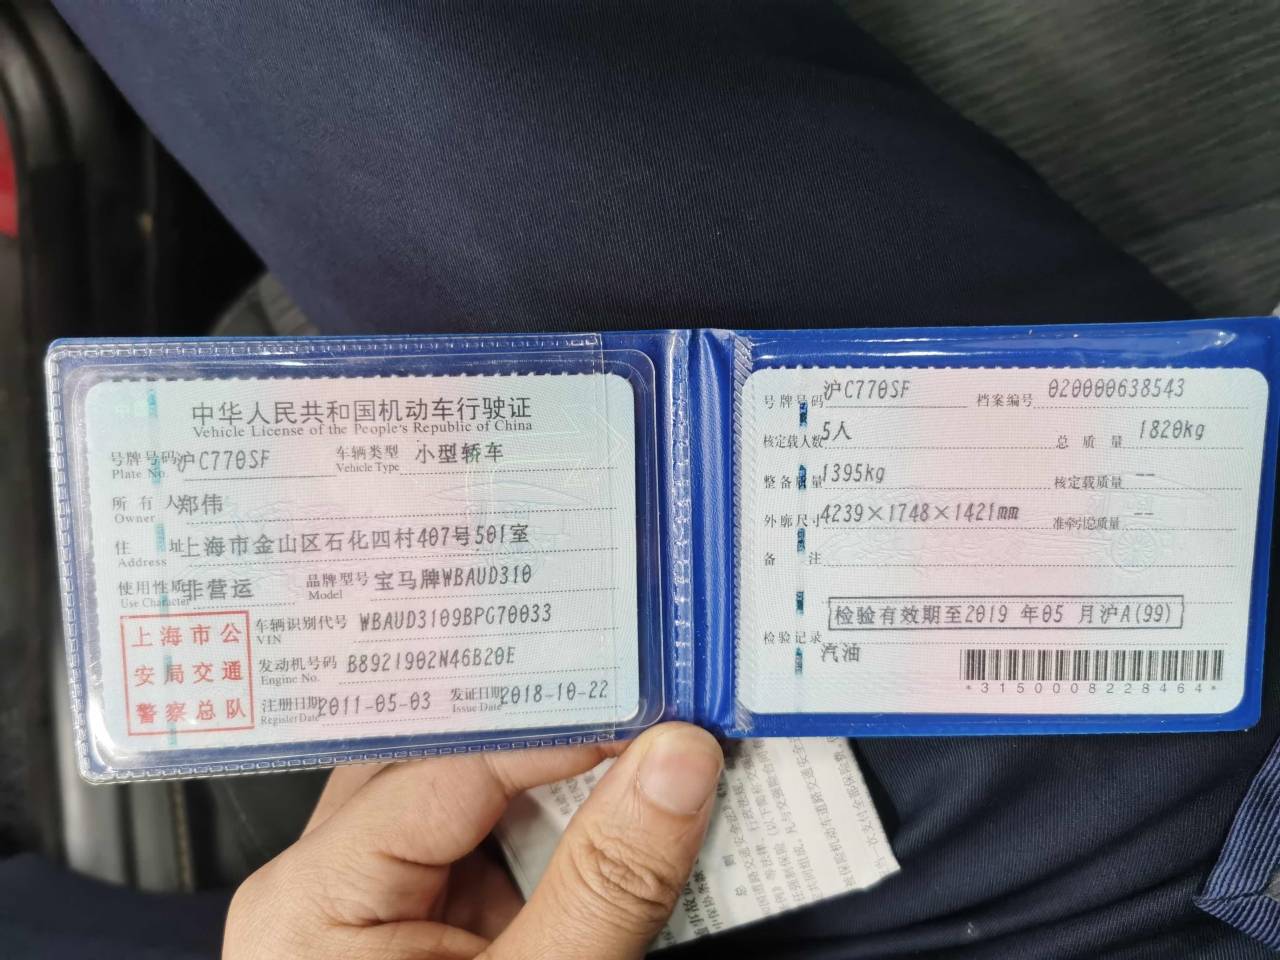 中华人民共和国机动车行驶证
Vehicle License of the People's Republic of China
号牌号码 沪C770SF 车辆类型 小型轿车
Plate No. Vehicle Type
所有人 郑伟
Owner
住址 上海市金山区石化四村407号501室
Address
使用性质 非营运 品牌型号 宝马牌WBAUD310
Use Character Model
上海市公
安局交通
警察总队
车辆识别代号 WBAUD3109BPG70033
VIN
发动机号码 B8921902N46B20E
Engine No.
注册日期 2011-05-03 发证日期 2018-10-22
Register Date Issue Date
号牌号码 沪C770SF 档案编号 020000638543
核定载人数 5人 总质量 1820kg
整备质量 1395kg 核定载质量 --
外廓尺寸 4239×1748×1421mm 准牵引总质量 --
备注
检验有效期至2019 年05 月沪A(99)
检验记录
汽油
*3150008228464*